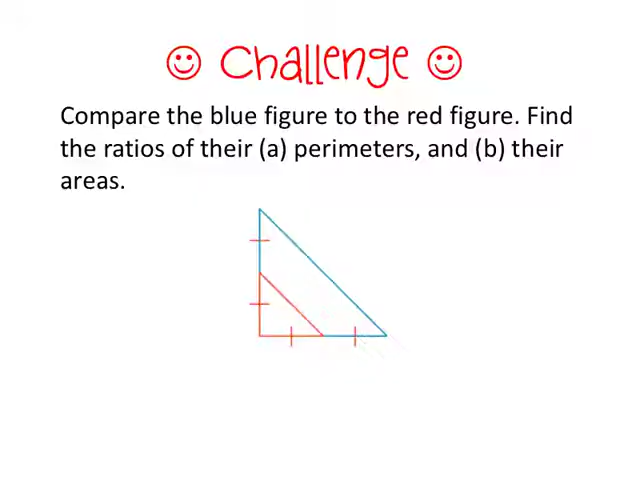 ☺ Challenge ☺
Compare the blue figure to the red figure. Find
the ratios of their (a) perimeters, and (b) their
areas.